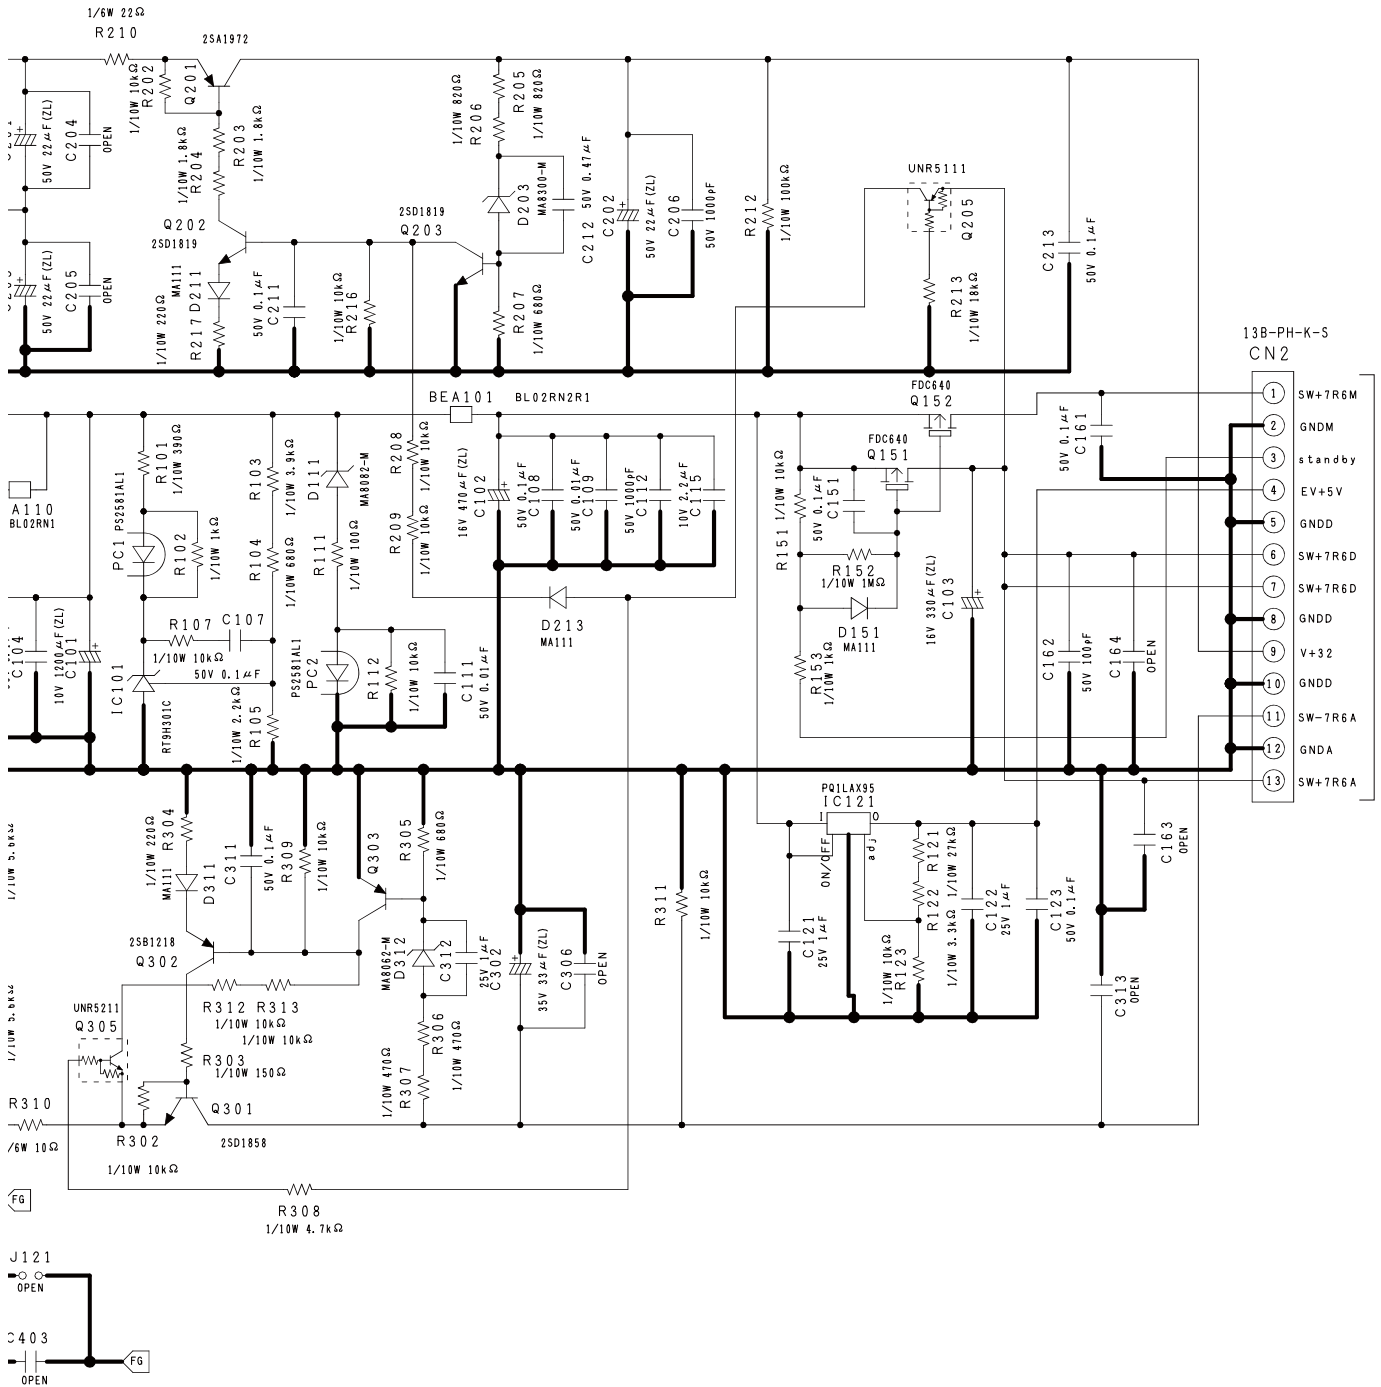 1/6W 22Ω
R210
2SA1972
1/10W 10kΩ
R202
Q201
50V 22μF(ZL)
C204
OPEN
1/10W 1.8kΩ
R204
R203
1/10W 1.8kΩ
1/10W 820Ω
R206
R205
1/10W 820Ω
Q202
2SD1819
2SD1819
Q203
D203
MA8300-M
C212
50V 0.47μF
C202
50V 22μF(ZL)
C206
50V 1000pF
R212
1/10W 100kΩ
UNR5111
Q205
C213
50V 0.1μF
50V 22μF(ZL)
C205
OPEN
MA111
D211
1/10W 220Ω
R217
50V 0.1μF
C211
1/10W 10kΩ
R216
R207
1/10W 680Ω
R213
1/10W 18kΩ
13B-PH-K-S
CN2
1 SW+7R6M
2 GNDM
3 standby
4 EV+5V
5 GNDD
6 SW+7R6D
7 SW+7R6D
8 GNDD
9 V+32
10 GNDD
11 SW-7R6A
12 GNDA
13 SW+7R6A
BEA101
BL02RN2R1
FDC640
Q152
FDC640
Q151
50V 0.1μF
C161
A110
BL02RN1
R101
1/10W 390Ω
PC1
PS2581AL1
R102
1/10W 1kΩ
R103
1/10W 3.9kΩ
R104
1/10W 680Ω
D111
MA8082-M
R111
1/10W 100Ω
R208
1/10W 10kΩ
R209
1/10W 10kΩ
16V 470μF(ZL)
C102
50V 0.1μF
C108
50V 0.01μF
C109
50V 1000pF
C112
10V 2.2μF
C115
R151
1/10W 10kΩ
50V 0.1μF
C151
R152
1/10W 1MΩ
D151
MA111
R153
1/10W 1kΩ
16V 330μF(ZL)
C103
D213
MA111
C104
10V 1200μF(ZL)
C101
IC101
RT9H301C
R107
1/10W 10kΩ
C107
50V 0.1μF
1/10W 2.2kΩ
R105
PS2581AL1
PC2
R112
1/10W 10kΩ
C111
50V 0.01μF
C162
50V 100pF
C164
OPEN
1/10W 220Ω
R304
MA111
D311
C311
50V 0.1μF
R309
1/10W 10kΩ
Q303
R305
1/10W 680Ω
2SB1218
Q302
MA8062-M
D312
C312
25V 1μF
C302
35V 33μF(ZL)
C306
OPEN
R311
1/10W 10kΩ
PQ1LAX95
IC121
I
O
ON/OFF
adj
C121
25V 1μF
R121
1/10W 27kΩ
R122
1/10W 3.3kΩ
1/10W 10kΩ
R123
C122
25V 1μF
C123
50V 0.1μF
C163
OPEN
C313
OPEN
R312
1/10W 10kΩ
R313
1/10W 10kΩ
UNR5211
Q305
R303
1/10W 150Ω
R306
1/10W 470Ω
1/10W 470Ω
R307
R310
/6W 10Ω
R302
1/10W 10kΩ
Q301
2SD1858
FG
R308
1/10W 4.7kΩ
J121
OPEN
C403
OPEN
FG